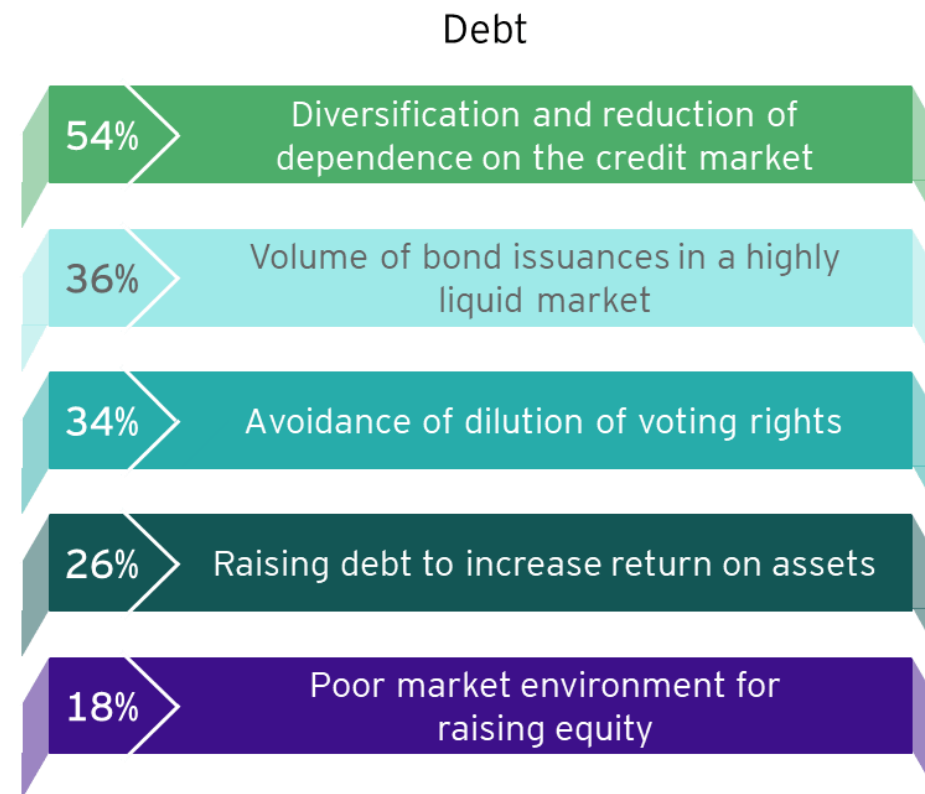 Debt
54%
Diversification and reduction of
dependence on the credit market
36%
Volume of bond issuances in a highly
liquid market
34%
Avoidance of dilution of voting rights
26%
Raising debt to increase return on assets
18%
Poor market environment for
raising equity